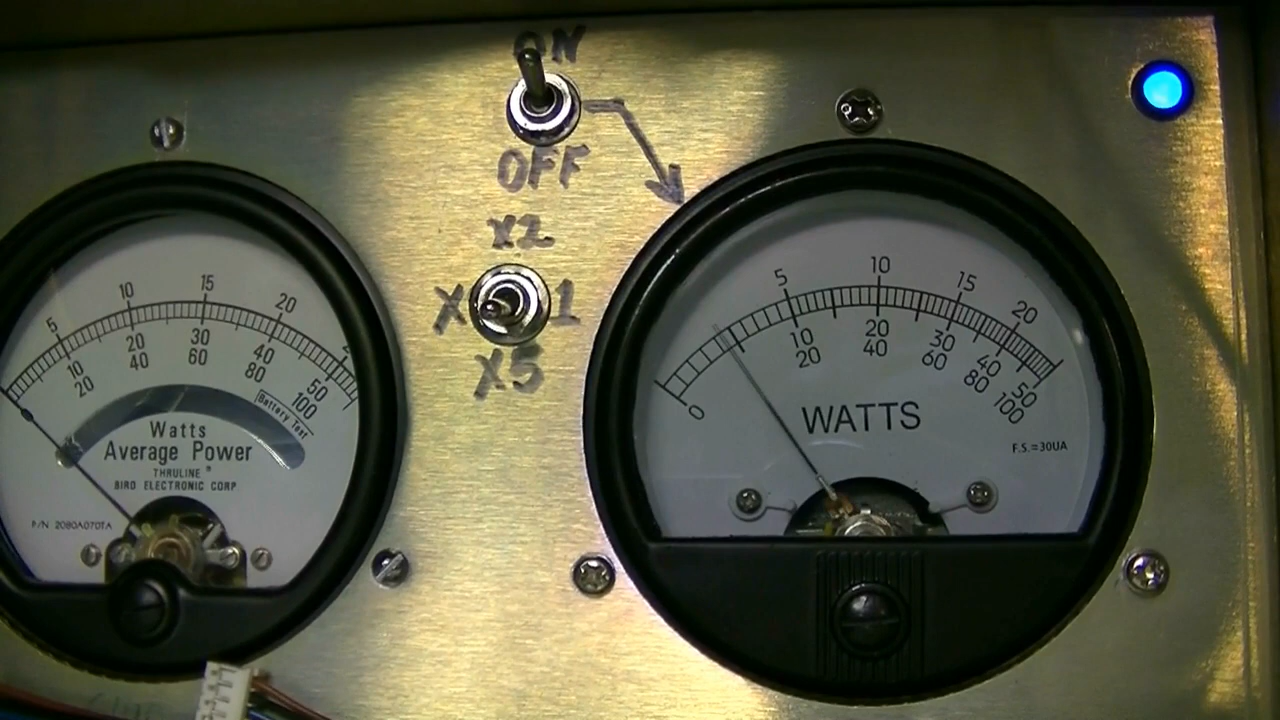 ON
OFF
X2
X 1
X5
5 10 15 20
10 20 30 40 50
20 40 60 80 100
Battery Test
Watts
Average Power
THRULINE ®
BIRD ELECTRONIC CORP
P/N 2080A070TA
5 10 15 20
0 10 20 30 40 50
20 40 60 80 100
WATTS
F.S.=30UA